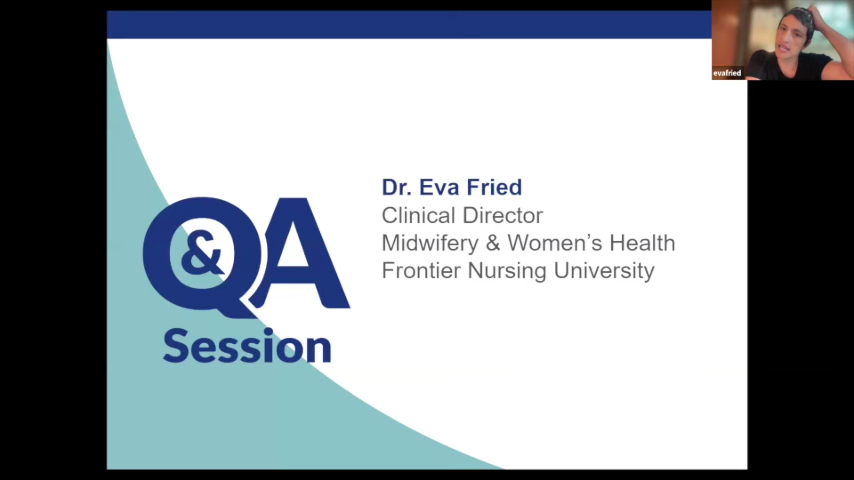 evafried
Dr. Eva Fried
Clinical Director
Midwifery & Women's Health
Frontier Nursing University
Q&A
Session